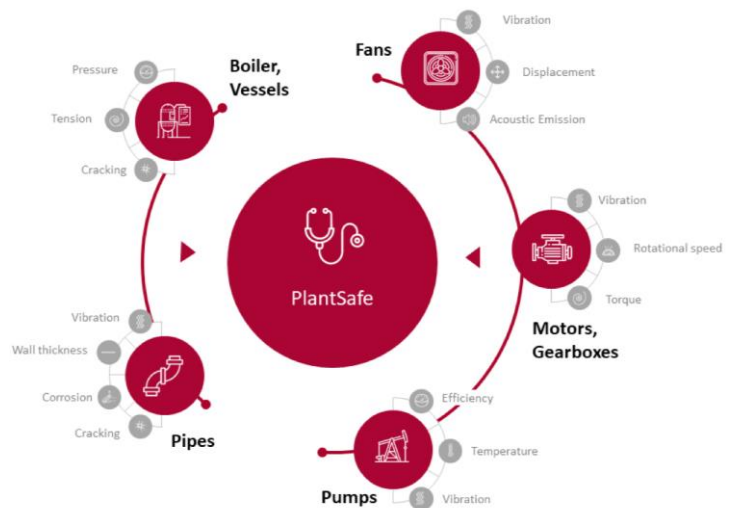 Boiler,
Vessels
Pressure
Tension
Cracking
Fans
Vibration
Displacement
Acoustic Emission
PlantSafe
Vibration
Rotational speed
Torque
Motors,
Gearboxes
Vibration
Wall thickness
Corrosion
Cracking
Pipes
Efficiency
Temperature
Vibration
Pumps